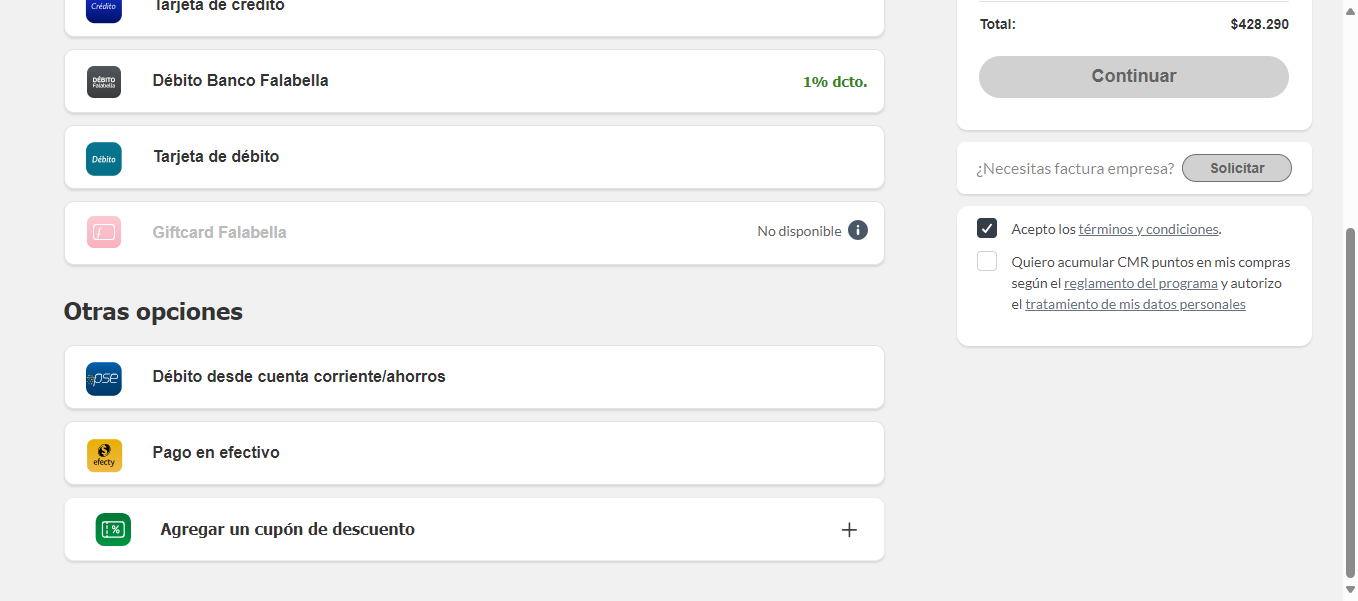 Crédito
Tarjeta de crédito
DÉBITO
Falabella
Débito Banco Falabella
1% dcto.
Débito
Tarjeta de débito
Giftcard Falabella
No disponible
Otras opciones
pse
Débito desde cuenta corriente/ahorros
efecty
Pago en efectivo
%
Agregar un cupón de descuento
Total: $428.290
Continuar
¿Necesitas factura empresa? Solicitar
Acepto los términos y condiciones.
Quiero acumular CMR puntos en mis compras
según el reglamento del programa y autorizo
el tratamiento de mis datos personales